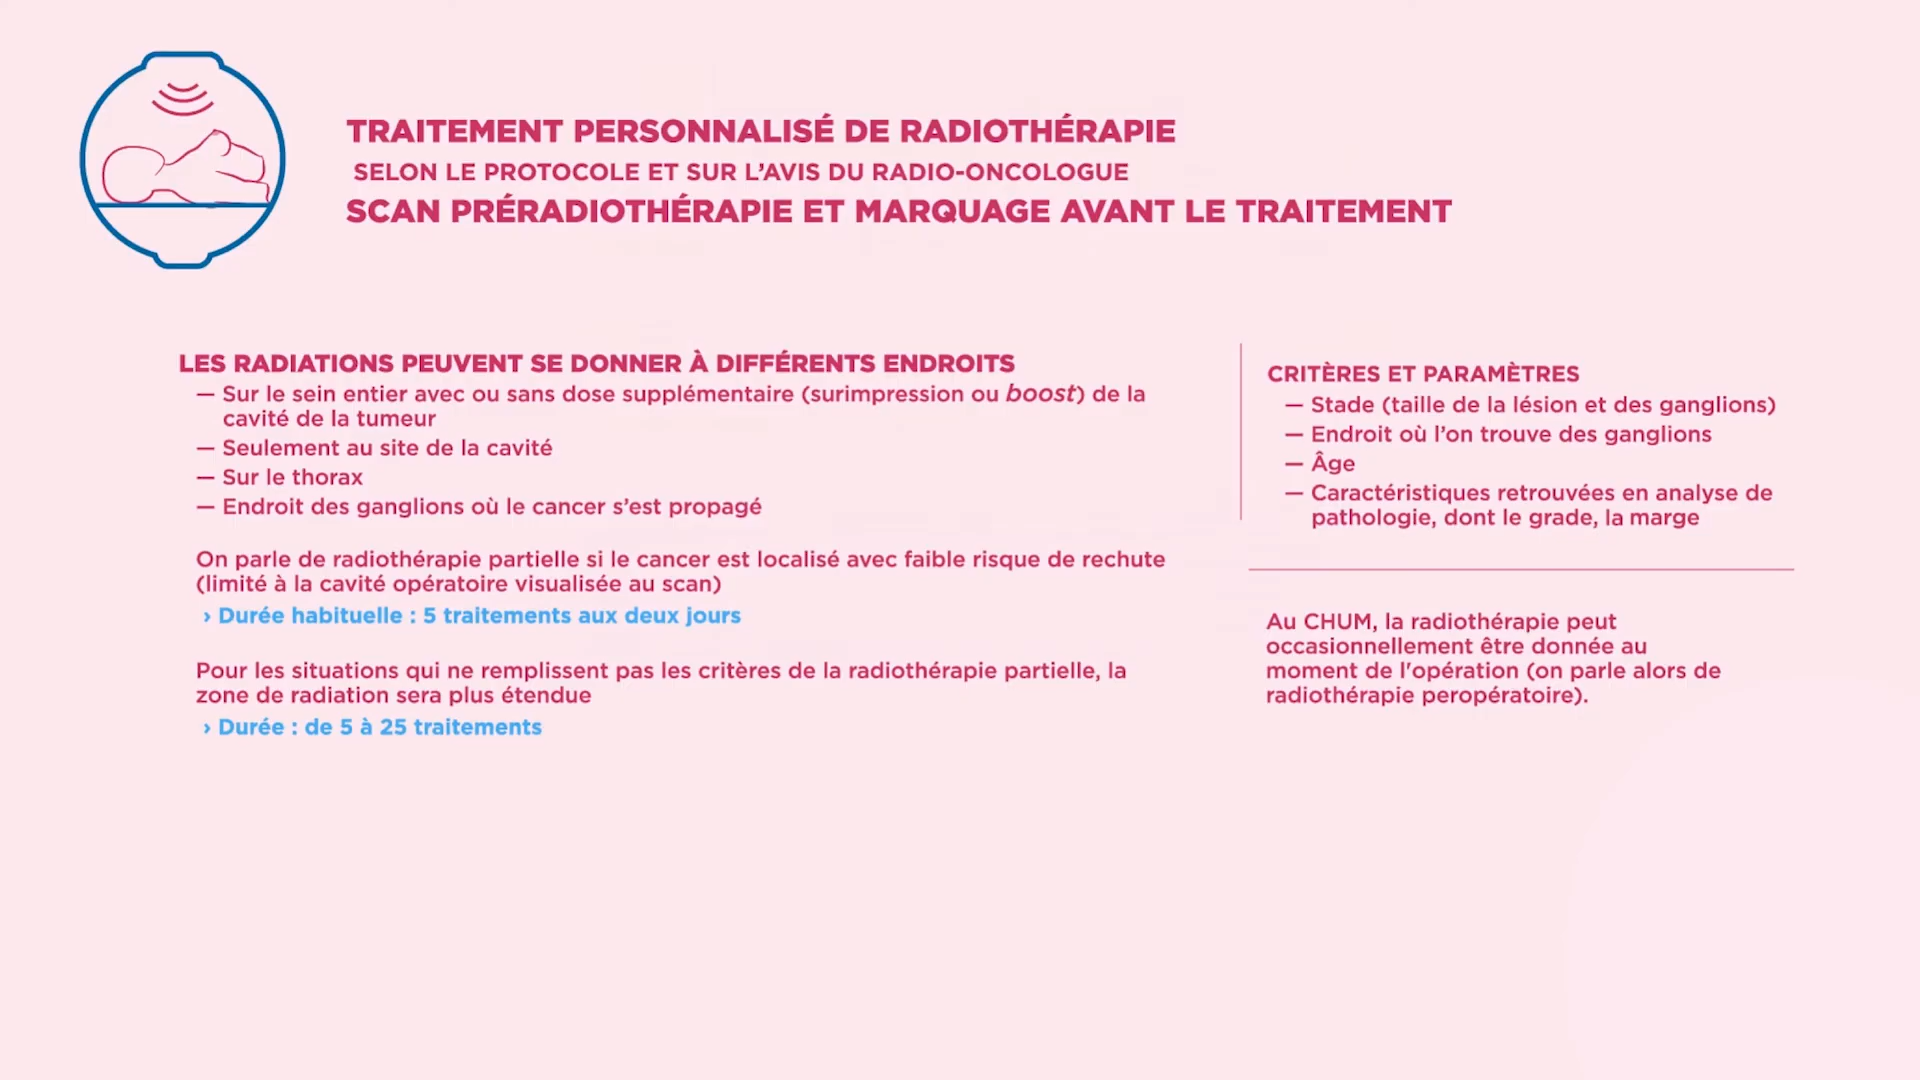 TRAITEMENT PERSONNALISÉ DE RADIOTHÉRAPIE
SELON LE PROTOCOLE ET SUR L’AVIS DU RADIO-ONCOLOGUE
SCAN PRÉRADIOTHÉRAPIE ET MARQUAGE AVANT LE TRAITEMENT
LES RADIATIONS PEUVENT SE DONNER À DIFFÉRENTS ENDROITS
— Sur le sein entier avec ou sans dose supplémentaire (surimpression ou boost) de la
cavité de la tumeur
— Seulement au site de la cavité
— Sur le thorax
— Endroit des ganglions où le cancer s’est propagé
On parle de radiothérapie partielle si le cancer est localisé avec faible risque de rechute
(limité à la cavité opératoire visualisée au scan)
› Durée habituelle : 5 traitements aux deux jours
Pour les situations qui ne remplissent pas les critères de la radiothérapie partielle, la
zone de radiation sera plus étendue
› Durée : de 5 à 25 traitements
CRITÈRES ET PARAMÈTRES
— Stade (taille de la lésion et des ganglions)
— Endroit où l’on trouve des ganglions
— Âge
— Caractéristiques retrouvées en analyse de
pathologie, dont le grade, la marge
Au CHUM, la radiothérapie peut
occasionnellement être donnée au
moment de l'opération (on parle alors de
radiothérapie peropératoire).